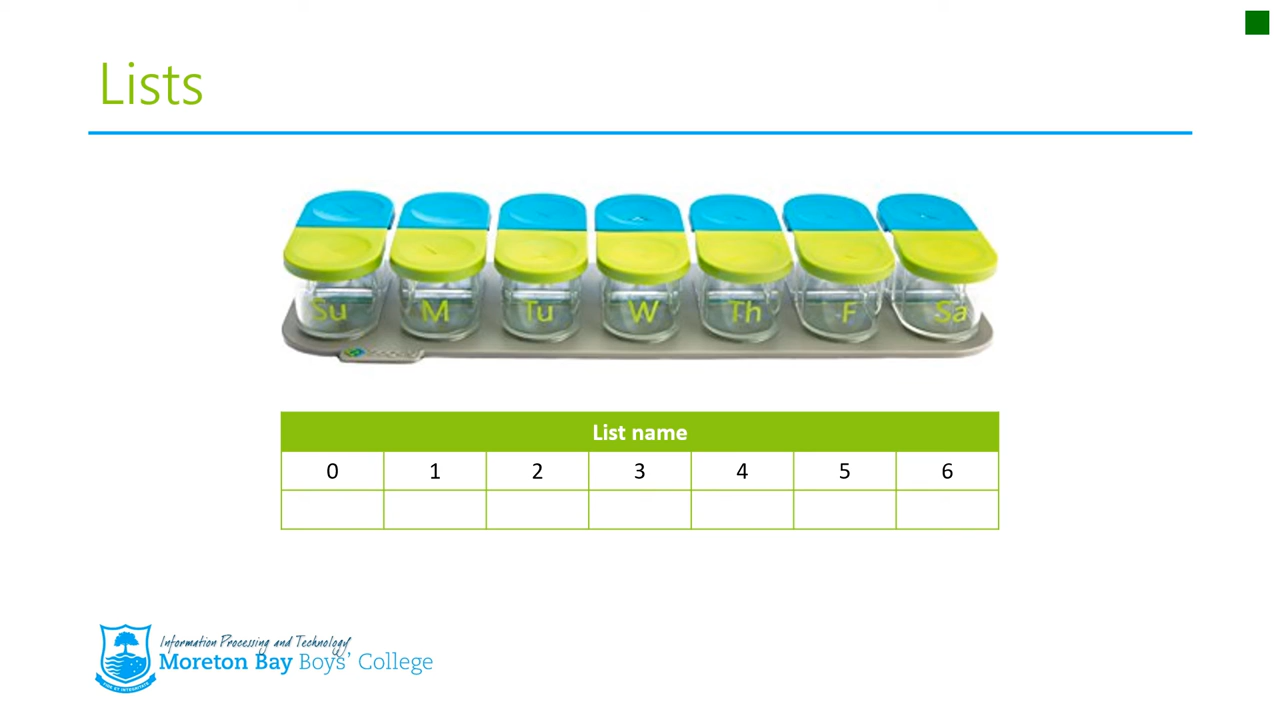 Lists
Su M Tu W Th F Sa
List name
0 1 2 3 4 5 6
Information Processing and Technology
Moreton Bay Boys' College